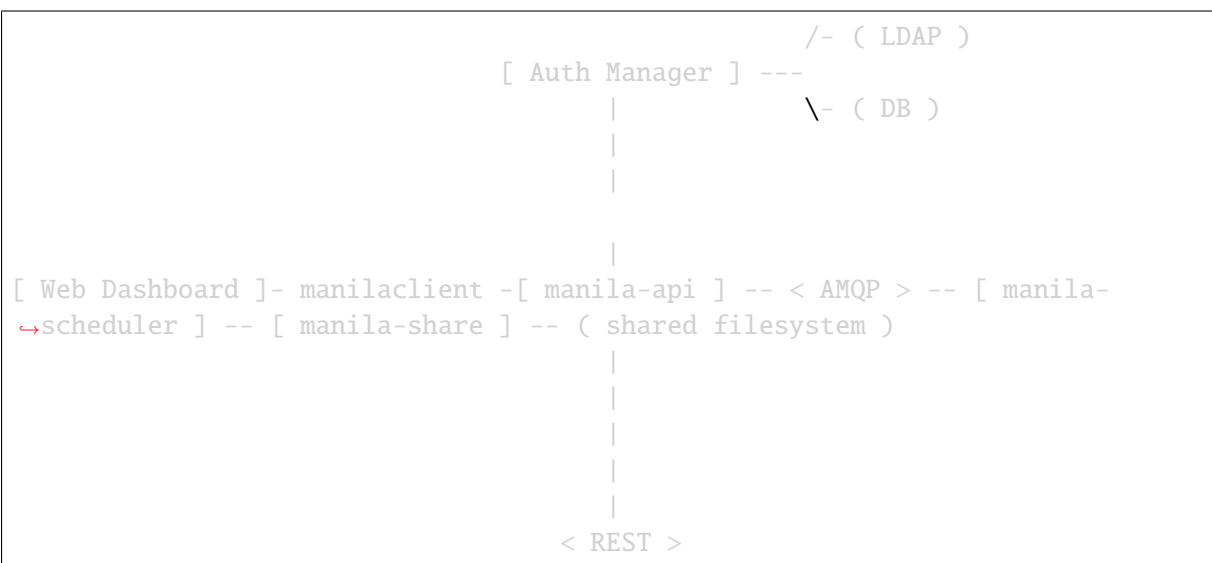 /- ( LDAP )
[ Auth Manager ] ---
| \- ( DB )
|
|
|
[ Web Dashboard ]- manilaclient -[ manila-api ] -- < AMQP > -- [ manila-
↪scheduler ] -- [ manila-share ] -- ( shared filesystem )
|
|
|
|
|
< REST >